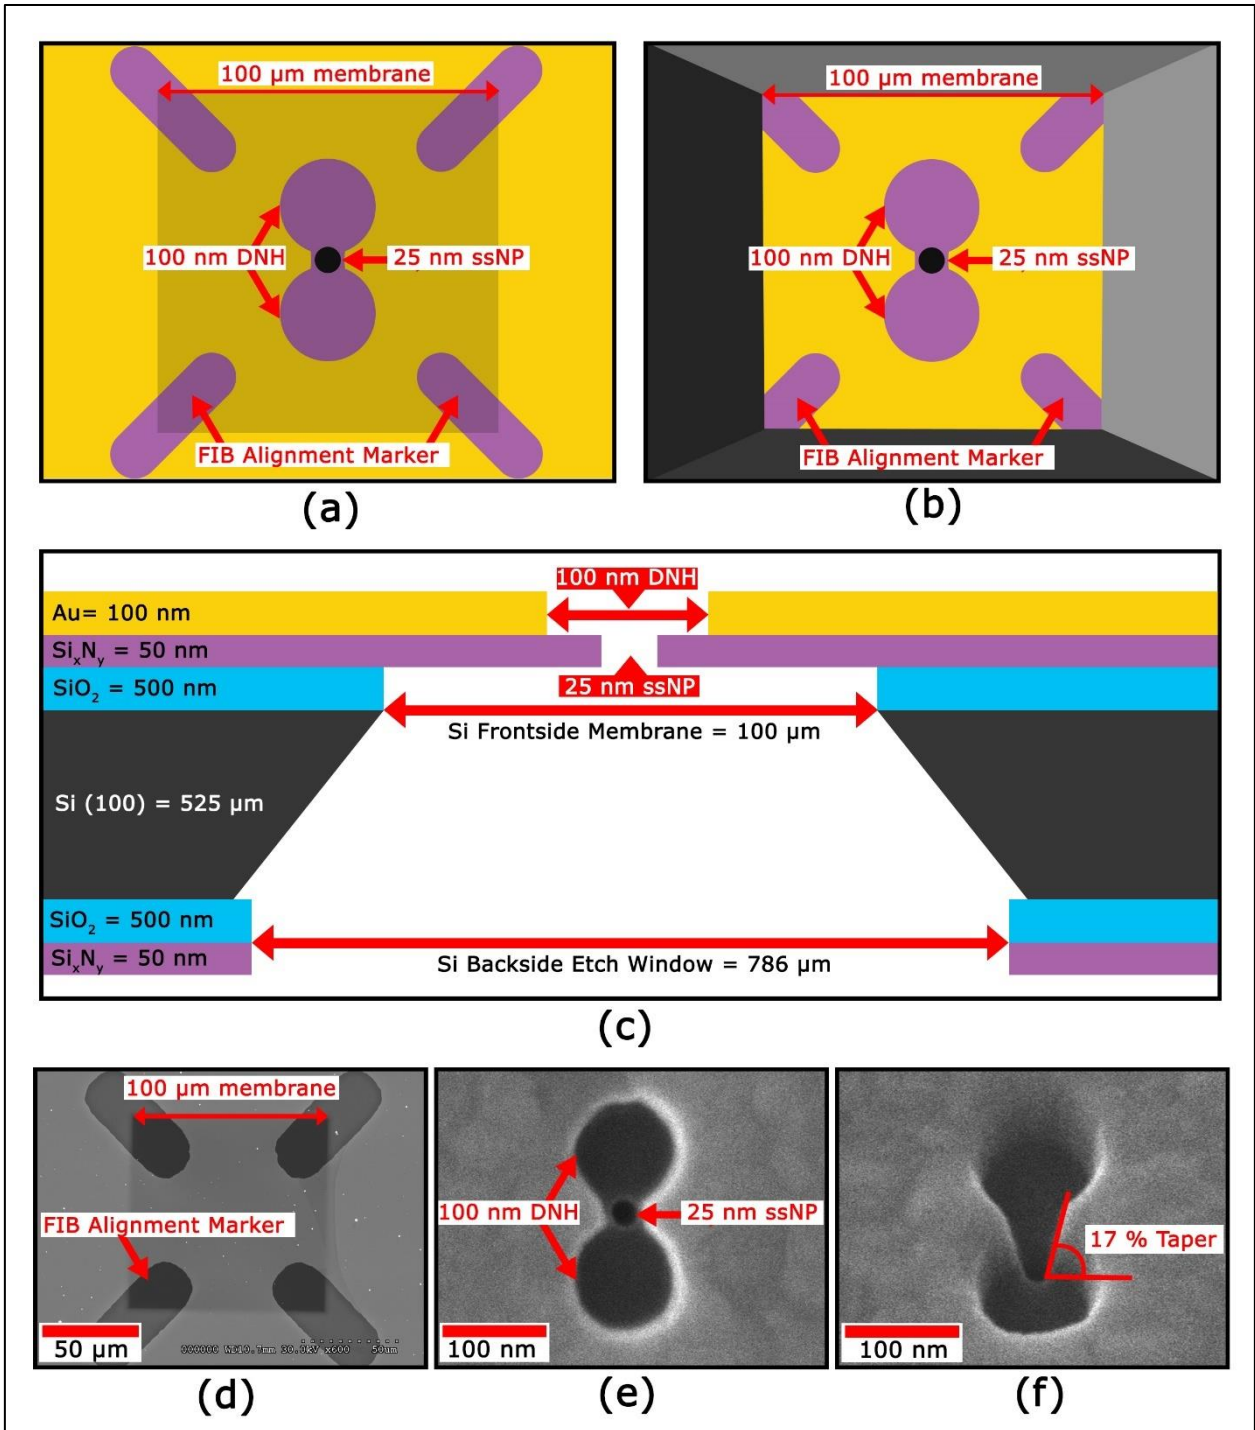 100 µm membrane
100 nm DNH
25 nm ssNP
FIB Alignment Marker
(a)
100 µm membrane
100 nm DNH
25 nm ssNP
FIB Alignment Marker
(b)
100 nm DNH
Au= 100 nm
SixNy = 50 nm
SiO2 = 500 nm
25 nm ssNP
Si Frontside Membrane = 100 µm
Si (100) = 525 µm
SiO2 = 500 nm
SixNy = 50 nm
Si Backside Etch Window = 786 µm
(c)
100 µm membrane
FIB Alignment Marker
50 µm
50um
(d)
100 nm DNH
25 nm ssNP
100 nm
(e)
17 % Taper
100 nm
(f)